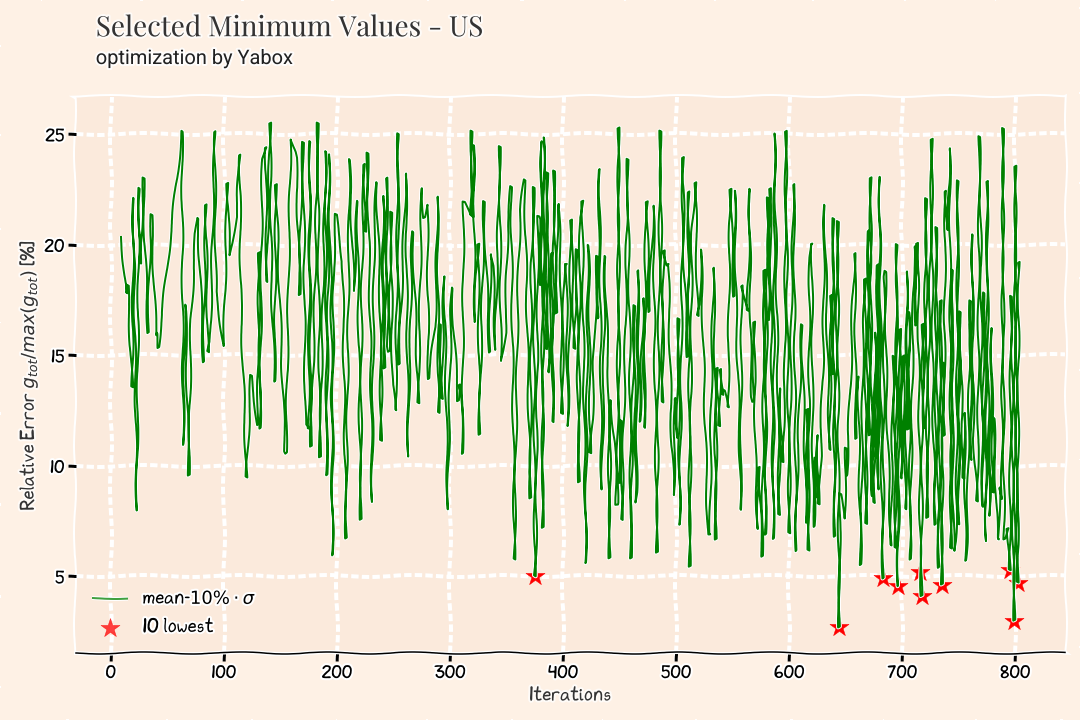 Selected Minimum Values - US
optimization by Yabox
Relative Error g_tot/max(g_tot) [%]
25
20
15
10
5
mean-10% · σ
10 lowest
0 100 200 300 400 500 600 700 800
Iterations